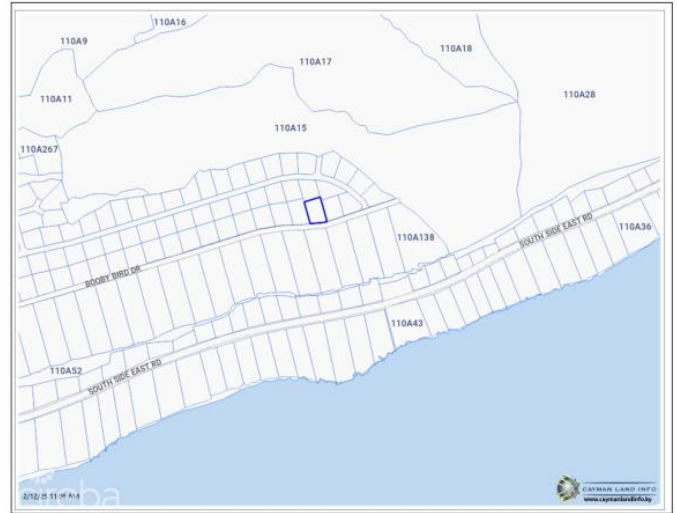 110A16
110A9
110A18
110A17
110A28
110A11
110A15
110A267
110A36
SOUTH SIDE EAST RD
110A138
BOOBY BIRD DR
110A43
110A52
SOUTH SIDE EAST RD
CAYMAN LAND INFO
www.caymanlandinfo.ky
cireba